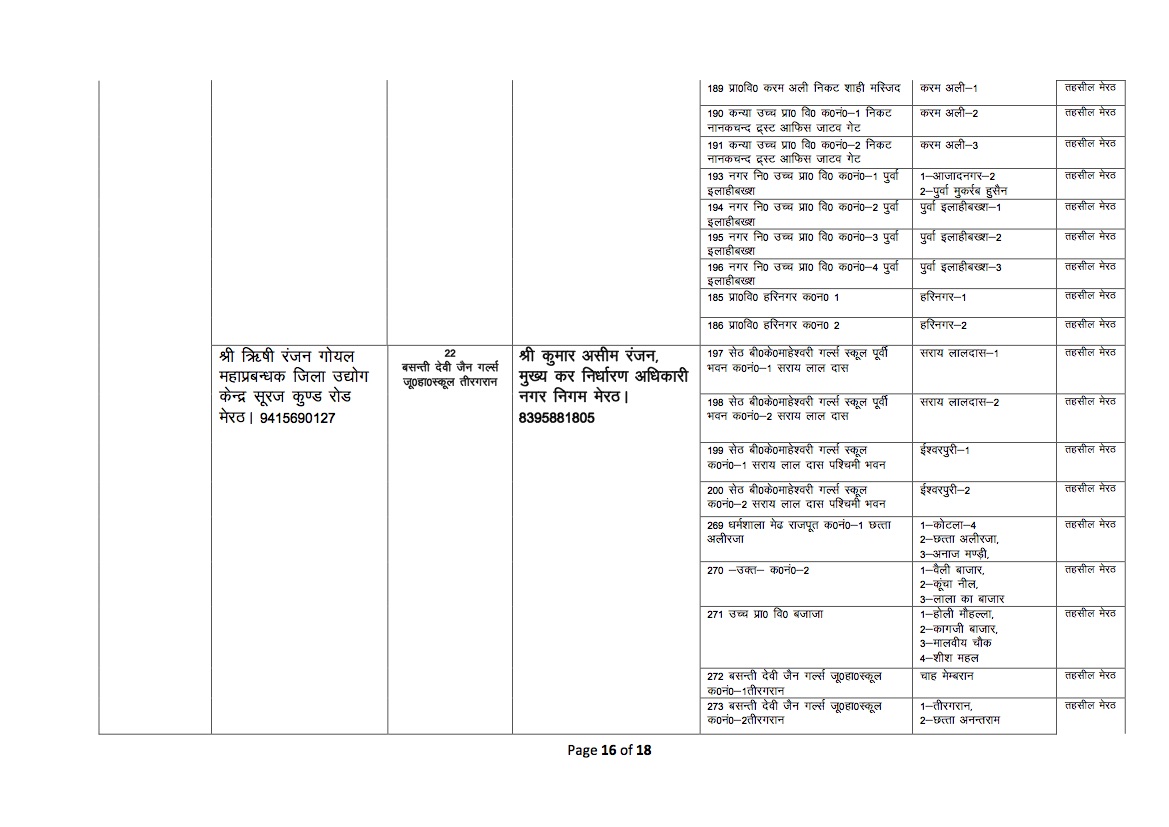 189 प्रा0वि0 करम अली निकट शाही मस्जिद
करम अली–1
तहसील मेरठ
190 कन्या उच्च प्रा0 वि0 क0नं0–1 निकट
नानकचन्द ट्रस्ट आफिस जाटव गेट
करम अली–2
तहसील मेरठ
191 कन्या उच्च प्रा0 वि0 क0नं0–2 निकट
नानकचन्द ट्रस्ट आफिस जाटव गेट
करम अली–3
तहसील मेरठ
193 नगर नि0 उच्च प्रा0 वि0 क0नं0–1 पुर्वा
इलाहीबख्श
1–आजादनगर–2
2–पुर्वा मुकर्रब हुसैन
तहसील मेरठ
194 नगर नि0 उच्च प्रा0 वि0 क0नं0–2 पुर्वा
इलाहीबख्श
पुर्वा इलाहीबख्श–1
तहसील मेरठ
195 नगर नि0 उच्च प्रा0 वि0 क0नं0–3 पुर्वा
इलाहीबख्श
पुर्वा इलाहीबख्श–2
तहसील मेरठ
196 नगर नि0 उच्च प्रा0 वि0 क0नं0–4 पुर्वा
इलाहीबख्श
पुर्वा इलाहीबख्श–3
तहसील मेरठ
185 प्रा0वि0 हरिनगर क0न0 1
हरिनगर–1
तहसील मेरठ
186 प्रा0वि0 हरिनगर क0न0 2
हरिनगर–2
तहसील मेरठ
श्री ऋिषी रंजन गोयल
महाप्रबन्धक जिला उद्योग
केन्द्र सूरज कुण्ड रोड
मेरठ। 9415690127
22
बसन्ती देवी जैन गर्ल्स
जू0हा0स्कूल तीरगरान
श्री कुमार असीम रंजन,
मुख्य कर निर्धारण अधिकारी
नगर निगम मेरठ।
8395881805
197 सेठ बी0के0माहेश्वरी गर्ल्स स्कूल पूर्वी
भवन क0नं0–1 सराय लाल दास
सराय लालदास–1
तहसील मेरठ
198 सेठ बी0के0माहेश्वरी गर्ल्स स्कूल पूर्वी
भवन क0नं0–2 सराय लाल दास
सराय लालदास–2
तहसील मेरठ
199 सेठ बी0के0माहेश्वरी गर्ल्स स्कूल
क0नं0–1 सराय लाल दास पश्चिमी भवन
ईश्वरपुरी–1
तहसील मेरठ
200 सेठ बी0के0माहेश्वरी गर्ल्स स्कूल
क0नं0–2 सराय लाल दास पश्चिमी भवन
ईश्वरपुरी–2
तहसील मेरठ
269 धर्मशाला मेढ राजपूत क0नं0–1 छत्ता
अलीरजा
1–कोटला–4
2–छत्ता अलीरजा,
3–अनाज मण्ड़ी,
तहसील मेरठ
270 –उक्त– क0नं0–2
1–वैली बाजार,
2–कूंचा नील,
3–लाला का बाजार
तहसील मेरठ
271 उच्च प्रा0 वि0 बजाजा
1–होली मौहल्ला,
2–कागजी बाजार,
3–मालवीय चौक
4–शीश महल
तहसील मेरठ
272 बसन्ती देवी जैन गर्ल्स जू0हा0स्कूल
क0नं0–1तीरगरान
चाह मेम्बरान
तहसील मेरठ
273 बसन्ती देवी जैन गर्ल्स जू0हा0स्कूल
क0नं0–2तीरगरान
1–तीरगरान,
2–छत्ता अनन्तराम
तहसील मेरठ
Page 16 of 18